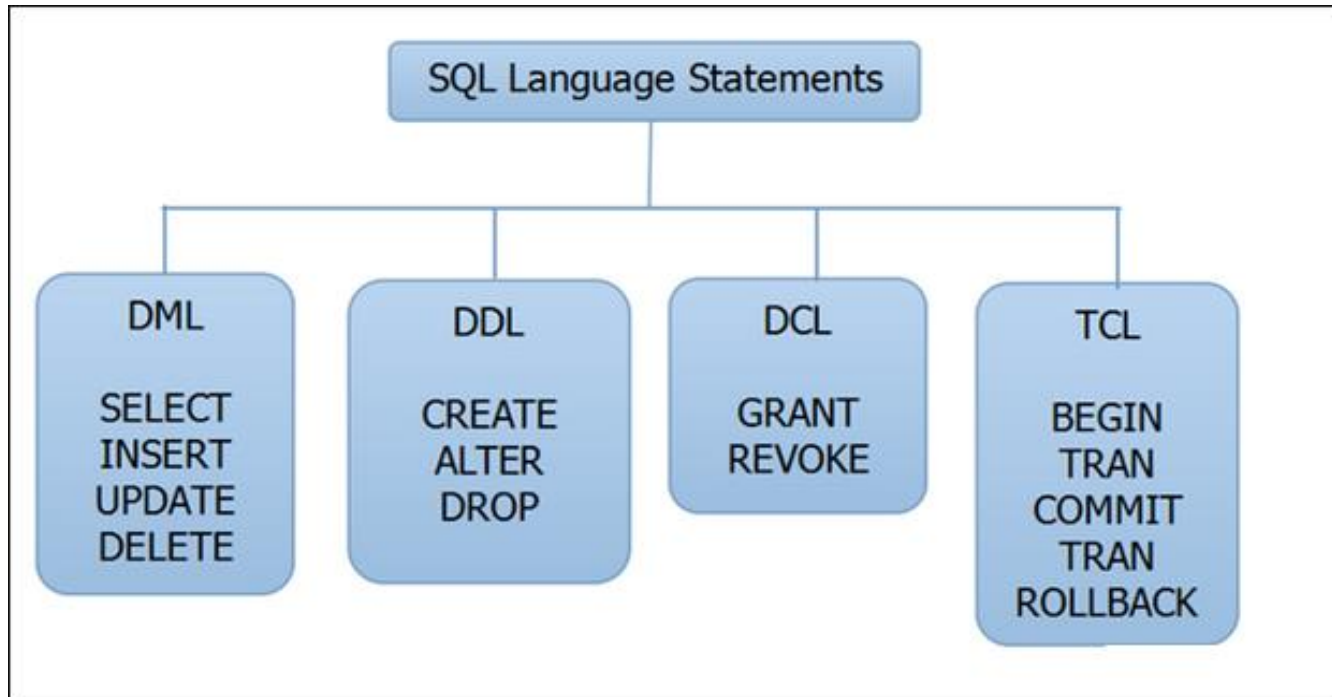 SQL Language Statements
DML
SELECT
INSERT
UPDATE
DELETE
DDL
CREATE
ALTER
DROP
DCL
GRANT
REVOKE
TCL
BEGIN
TRAN
COMMIT
TRAN
ROLLBACK